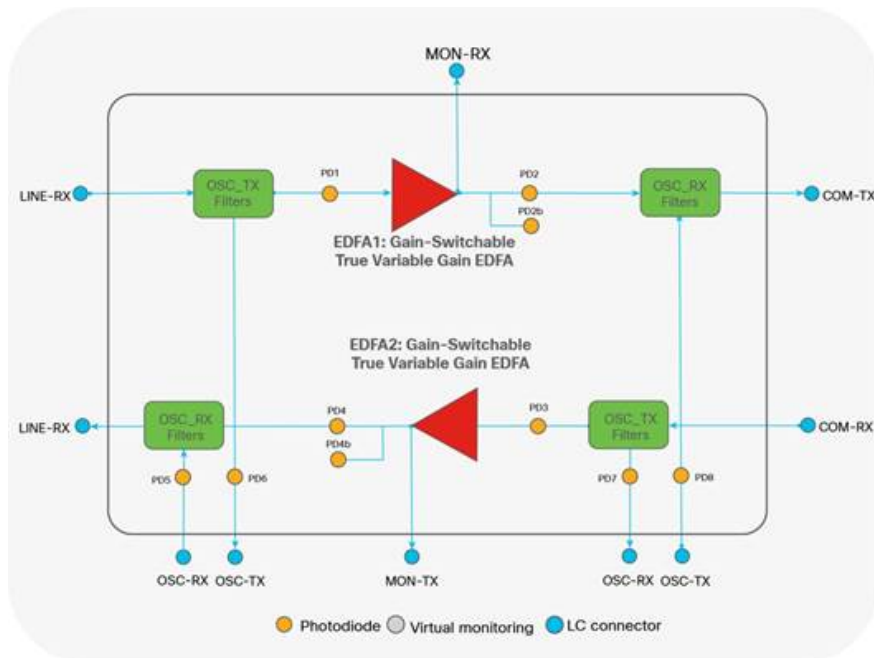 MON-RX
LINE-RX
OSC_TX
Filters
PD1
PD2
PD2b
OSC_RX
Filters
COM-TX
EDFA1: Gain-Switchable
True Variable Gain EDFA
EDFA2: Gain-Switchable
True Variable Gain EDFA
LINE-RX
OSC_RX
Filters
PD4
PD4b
PD3
OSC_TX
Filters
COM-RX
PD5
PD6
PD7
PD8
OSC-RX
OSC-TX
MON-TX
OSC-RX
OSC-TX
Photodiode
Virtual monitoring
LC connector